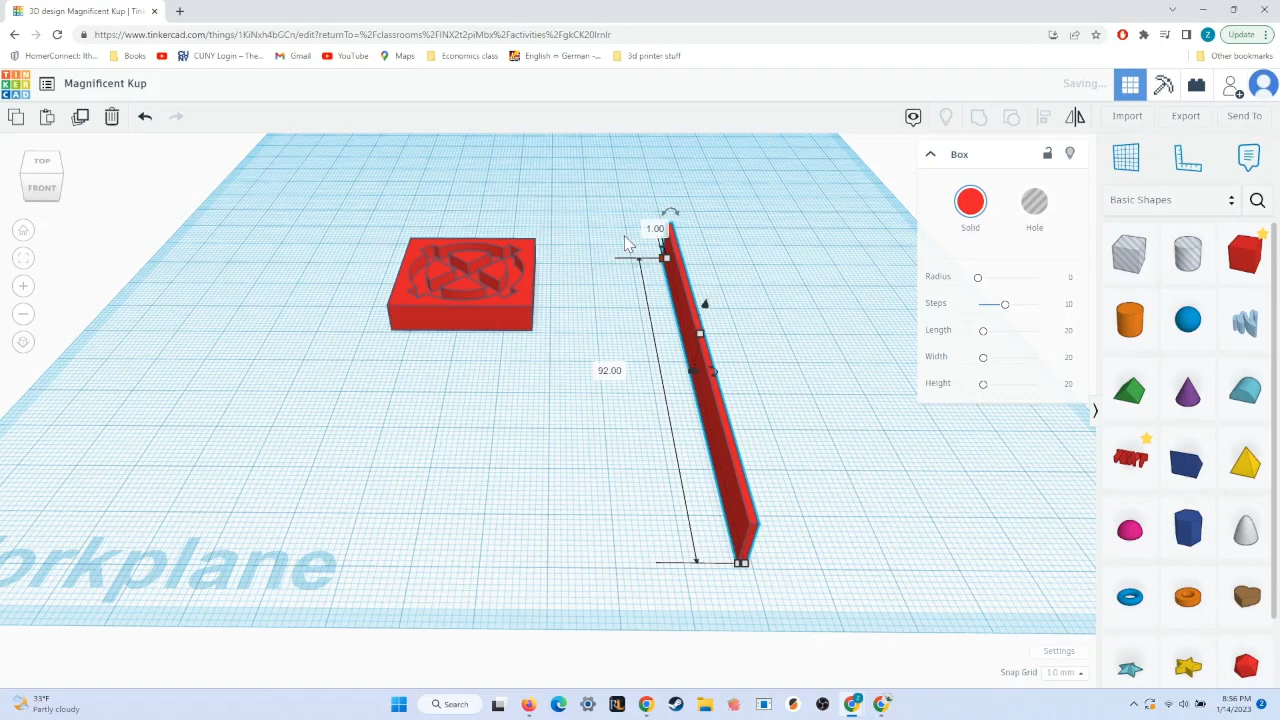 3D design Magnificent Kup | Tin
https://www.tinkercad.com/things/1KiNxh4bGCn/edit?returnTo=%2Fclassrooms%2FlNX2t2piMbx%2Factivities%2FgkCK20IrnIr
Z
Update
HomerConnect: Ith...
Books
CUNY Login – The...
Gmail
YouTube
Maps
Economics class
English ⇔ German -...
3d printer stuff
Other bookmarks
TIN
KER
CAD
Magnificent Kup
Saving...
Import
Export
Send To
TOP
FRONT
Box
Solid
Hole
Radius 0
Steps 10
Length 20
Width 20
Height 20
Basic Shapes
1.00
92.00
orkplane
Settings
Snap Grid 1.0 mm
33°F
Partly cloudy
Search
8:56 PM
1/14/2023